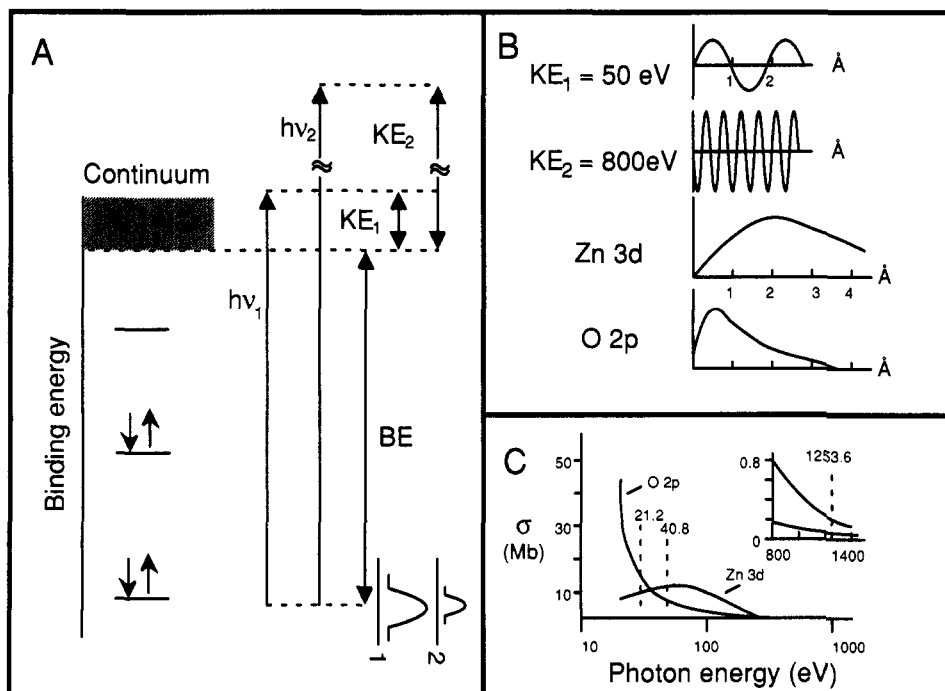 A
hν₂
KE₂
Continuum
KE₁
hν₁
Binding energy
BE
1
2
B
KE₁ = 50 eV
1 2
Å
KE₂ = 800eV
Å
Zn 3d
1 2 3 4
Å
O 2p
Å
C
50
30
10
σ
(Mb)
O 2p
21.2
40.8
Zn 3d
0.8
0
1253.6
800 1400
10 100 1000
Photon energy (eV)